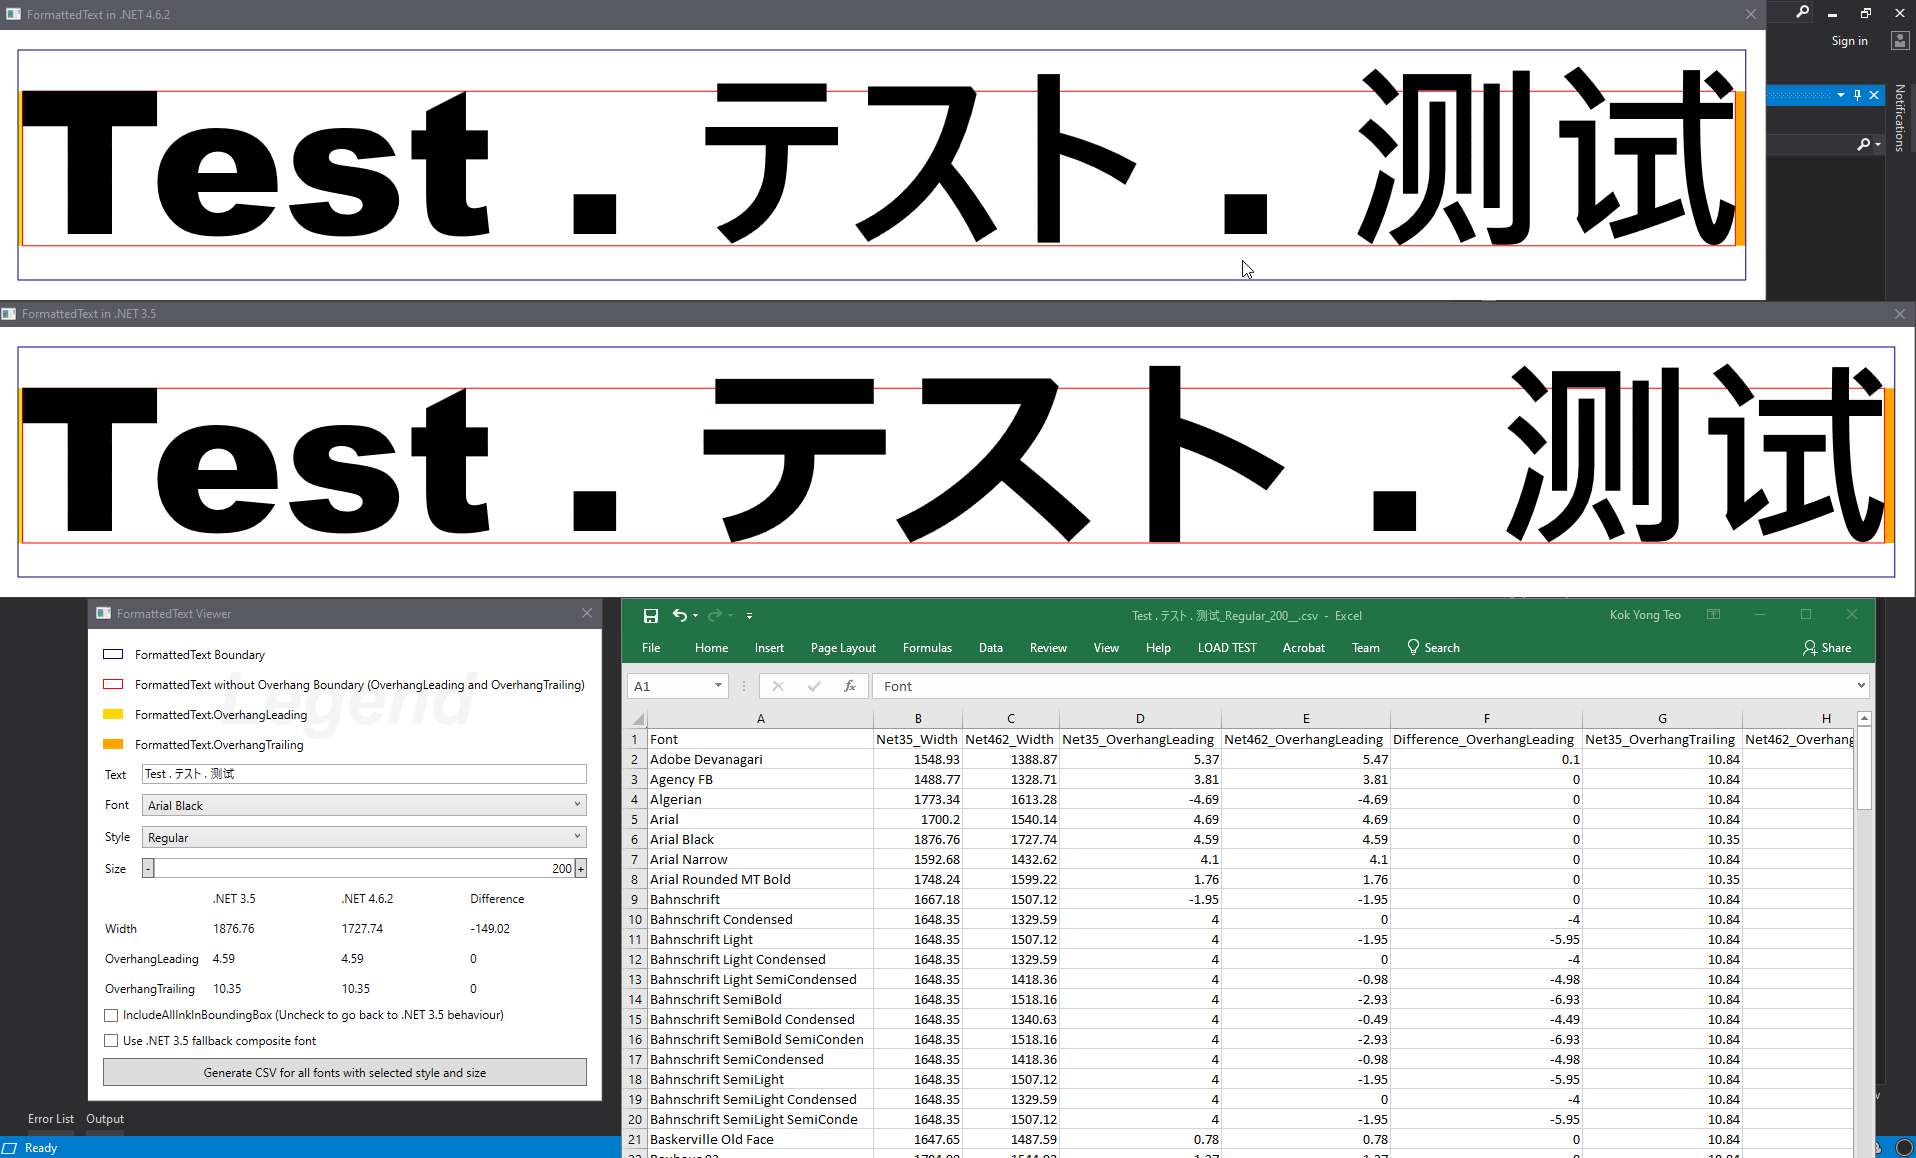 FormattedText in .NET 4.6.2
Sign in
Notifications
Test . テスト . 测试
FormattedText in .NET 3.5
Test . テスト . 测试
FormattedText Viewer
Legend
FormattedText Boundary
FormattedText without Overhang Boundary (OverhangLeading and OverhangTrailing)
FormattedText.OverhangLeading
FormattedText.OverhangTrailing
Text Test . テスト . 测试
Font Arial Black
Style Regular
Size - 200 +
.NET 3.5 .NET 4.6.2 Difference
Width 1876.76 1727.74 -149.02
OverhangLeading 4.59 4.59 0
OverhangTrailing 10.35 10.35 0
IncludeAllInkInBoundingBox (Uncheck to go back to .NET 3.5 behaviour)
Use .NET 3.5 fallback composite font
Generate CSV for all fonts with selected style and size
Error List Output
Ready
Test . テスト . 测试_Regular_200__.csv - Excel Kok Yong Teo
File Home Insert Page Layout Formulas Data Review View Help LOAD TEST Acrobat Team Search Share
A1 fx Font
A B C D E F G H
1 Font Net35_Width Net462_Width Net35_OverhangLeading Net462_OverhangLeading Difference_OverhangLeading Net35_OverhangTrailing Net462_Overhang
2 Adobe Devanagari 1548.93 1388.87 5.37 5.47 0.1 10.84
3 Agency FB 1488.77 1328.71 3.81 3.81 0 10.84
4 Algerian 1773.34 1613.28 -4.69 -4.69 0 10.84
5 Arial 1700.2 1540.14 4.69 4.69 0 10.84
6 Arial Black 1876.76 1727.74 4.59 4.59 0 10.35
7 Arial Narrow 1592.68 1432.62 4.1 4.1 0 10.84
8 Arial Rounded MT Bold 1748.24 1599.22 1.76 1.76 0 10.35
9 Bahnschrift 1667.18 1507.12 -1.95 -1.95 0 10.84
10 Bahnschrift Condensed 1648.35 1329.59 4 0 -4 10.84
11 Bahnschrift Light 1648.35 1507.12 4 -1.95 -5.95 10.84
12 Bahnschrift Light Condensed 1648.35 1329.59 4 0 -4 10.84
13 Bahnschrift Light SemiCondensed 1648.35 1418.36 4 -0.98 -4.98 10.84
14 Bahnschrift SemiBold 1648.35 1518.16 4 -2.93 -6.93 10.84
15 Bahnschrift SemiBold Condensed 1648.35 1340.63 4 -0.49 -4.49 10.84
16 Bahnschrift SemiBold SemiConden 1648.35 1518.16 4 -2.93 -6.93 10.84
17 Bahnschrift SemiCondensed 1648.35 1418.36 4 -0.98 -4.98 10.84
18 Bahnschrift SemiLight 1648.35 1507.12 4 -1.95 -5.95 10.84
19 Bahnschrift SemiLight Condensed 1648.35 1329.59 4 0 -4 10.84
20 Bahnschrift SemiLight SemiConde 1648.35 1507.12 4 -1.95 -5.95 10.84
21 Baskerville Old Face 1647.65 1487.59 0.78 0.78 0 10.84